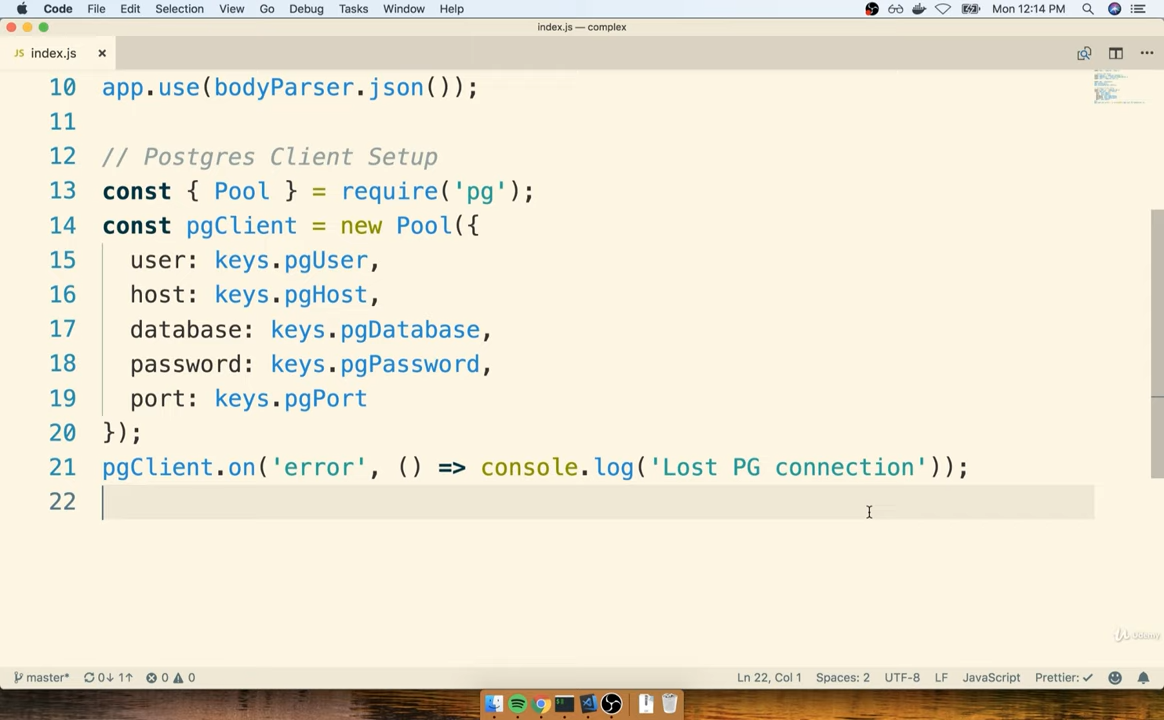 Code File Edit Selection View Go Debug Tasks Window Help Mon 12:14 PM
index.js — complex
JS index.js
10 app.use(bodyParser.json());
11
12 // Postgres Client Setup
13 const { Pool } = require('pg');
14 const pgClient = new Pool({
15 user: keys.pgUser,
16 host: keys.pgHost,
17 database: keys.pgDatabase,
18 password: keys.pgPassword,
19 port: keys.pgPort
20 });
21 pgClient.on('error', () => console.log('Lost PG connection'));
22
Udemy
master* 0↓ 1↑ 0 0 Ln 22, Col 1 Spaces: 2 UTF-8 LF JavaScript Prettier: ✓